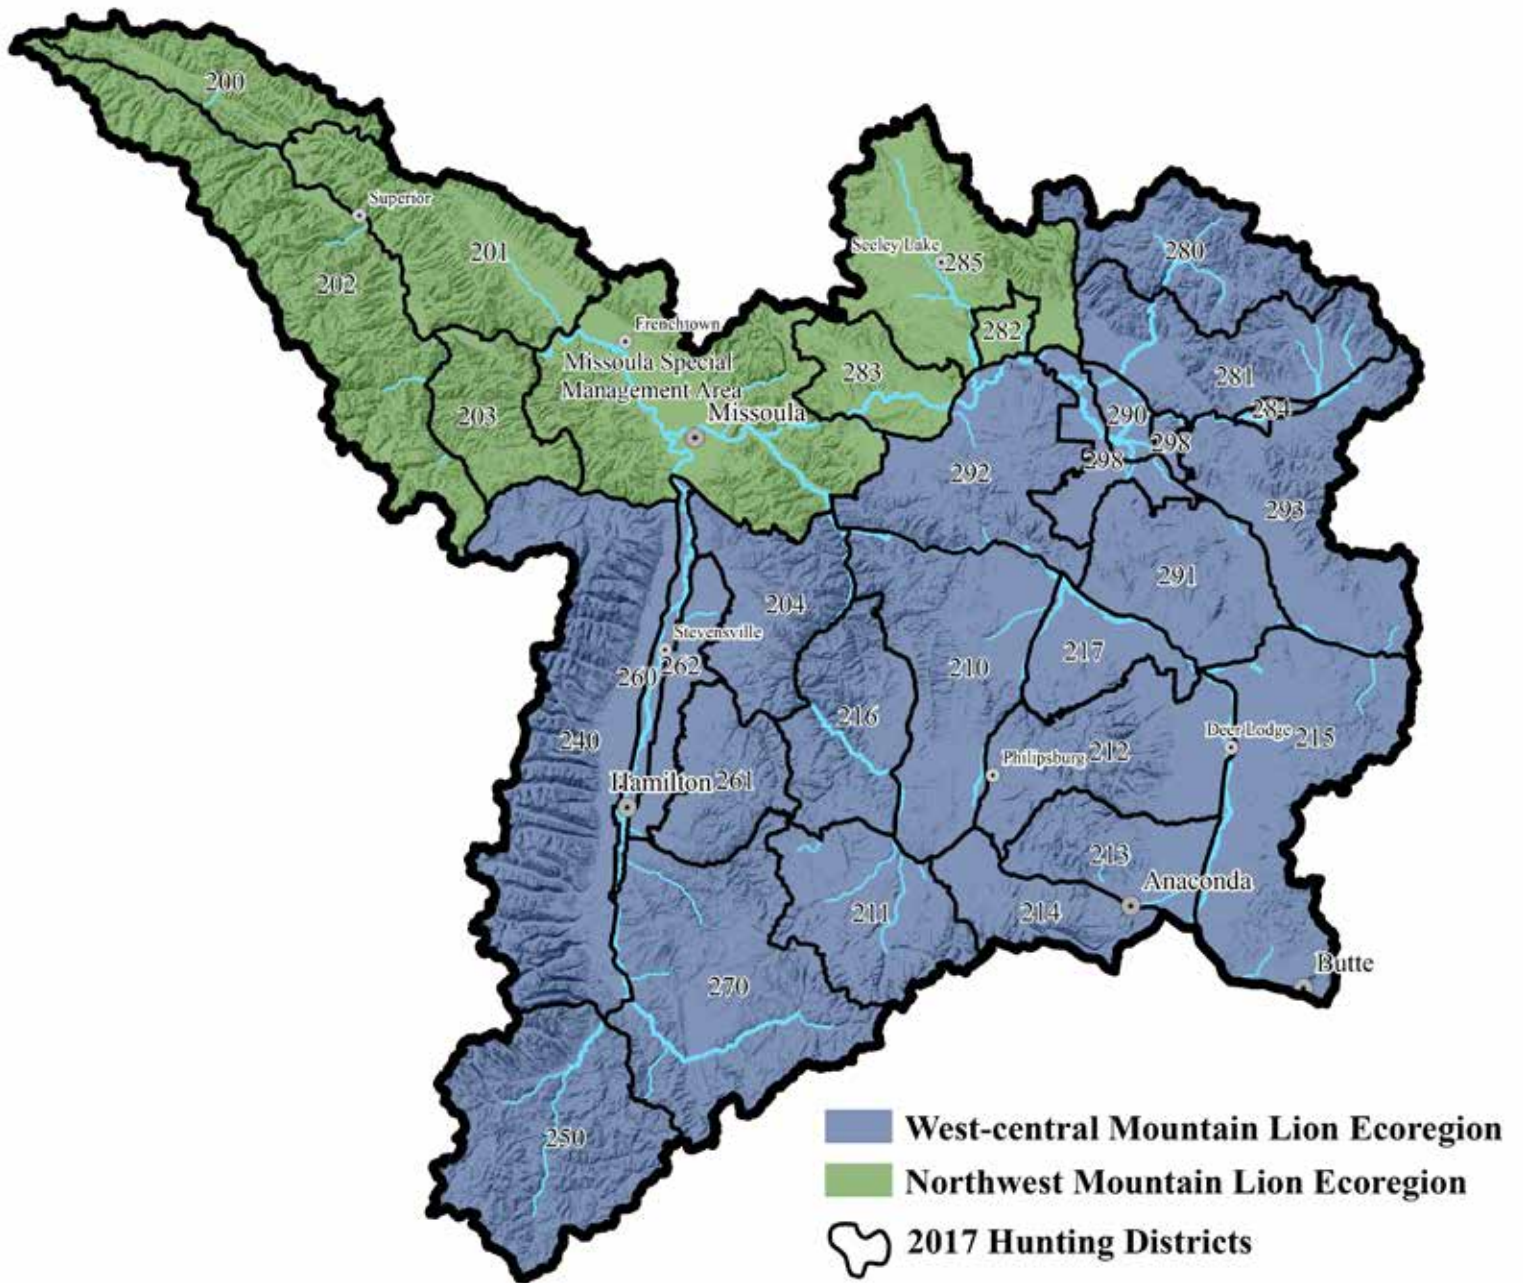 200
Superior
201
202
Seeley Lake
285
280
Frenchtown
282
Missoula Special
Management Area
283
281
203
Missoula
290
284
298
298
292
293
291
204
Stevensville
260
262
210
217
216
240
Deer Lodge
215
Philipsburg
212
Hamilton
261
213
Anaconda
211
214
Butte
270
250
West-central Mountain Lion Ecoregion
Northwest Mountain Lion Ecoregion
2017 Hunting Districts